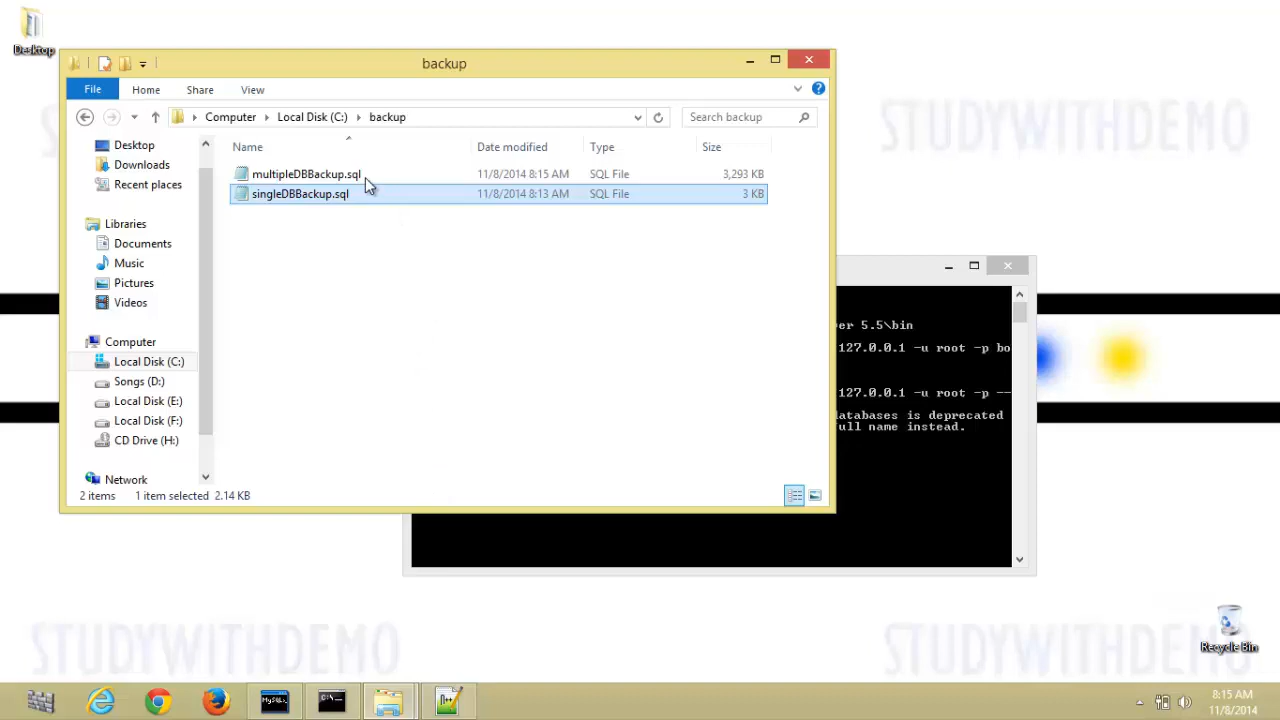 Desktop
STUDYWITHDEMO
backup
File
Home
Share
View
Computer
Local Disk (C:)
backup
Search backup
Name
Date modified
Type
Size
multipleDBBackup.sql
11/8/2014 8:15 AM
SQL File
3,293 KB
singleDBBackup.sql
11/8/2014 8:13 AM
SQL File
3 KB
Desktop
Downloads
Recent places
Libraries
Documents
Music
Pictures
Videos
Computer
Local Disk (C:)
Songs (D:)
Local Disk (E:)
Local Disk (F:)
CD Drive (H:)
Network
2 items
1 item selected 2.14 KB
er 5.5\bin
127.0.0.1 -u root -p bo
127.0.0.1 -u root -p --
atabases is deprecated
ull name instead.
STUDYWITHDEMO
STUDYWITHDEMO
Recycle Bin
8:15 AM
11/8/2014